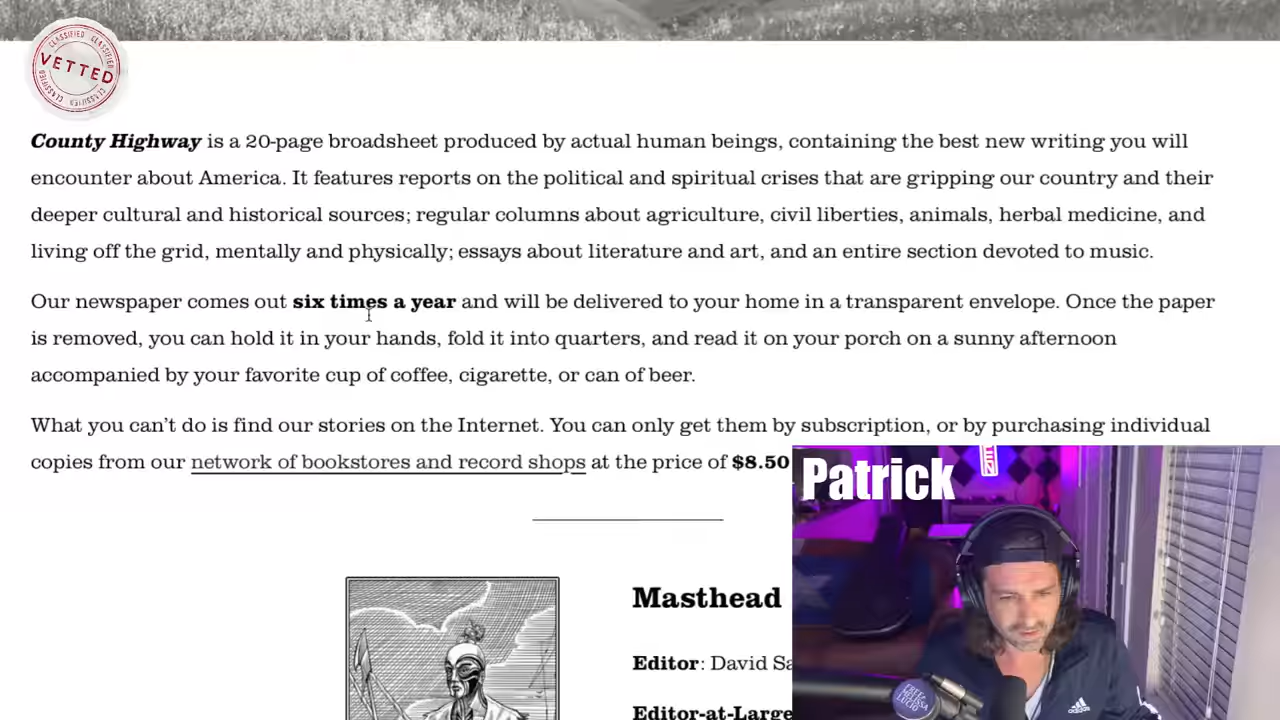 CLASSIFIED CLASSIFIED
VETTED
CLASSIFIED CLASSIFIED
County Highway is a 20-page broadsheet produced by actual human beings, containing the best new writing you will
encounter about America. It features reports on the political and spiritual crises that are gripping our country and their
deeper cultural and historical sources; regular columns about agriculture, civil liberties, animals, herbal medicine, and
living off the grid, mentally and physically; essays about literature and art, and an entire section devoted to music.
Our newspaper comes out six times a year and will be delivered to your home in a transparent envelope. Once the paper
is removed, you can hold it in your hands, fold it into quarters, and read it on your porch on a sunny afternoon
accompanied by your favorite cup of coffee, cigarette, or can of beer.
What you can’t do is find our stories on the Internet. You can only get them by subscription, or by purchasing individual
copies from our network of bookstores and record shops at the price of $8.50
Patrick
Masthead
Editor: David Sa
Editor-at-Large
adidas